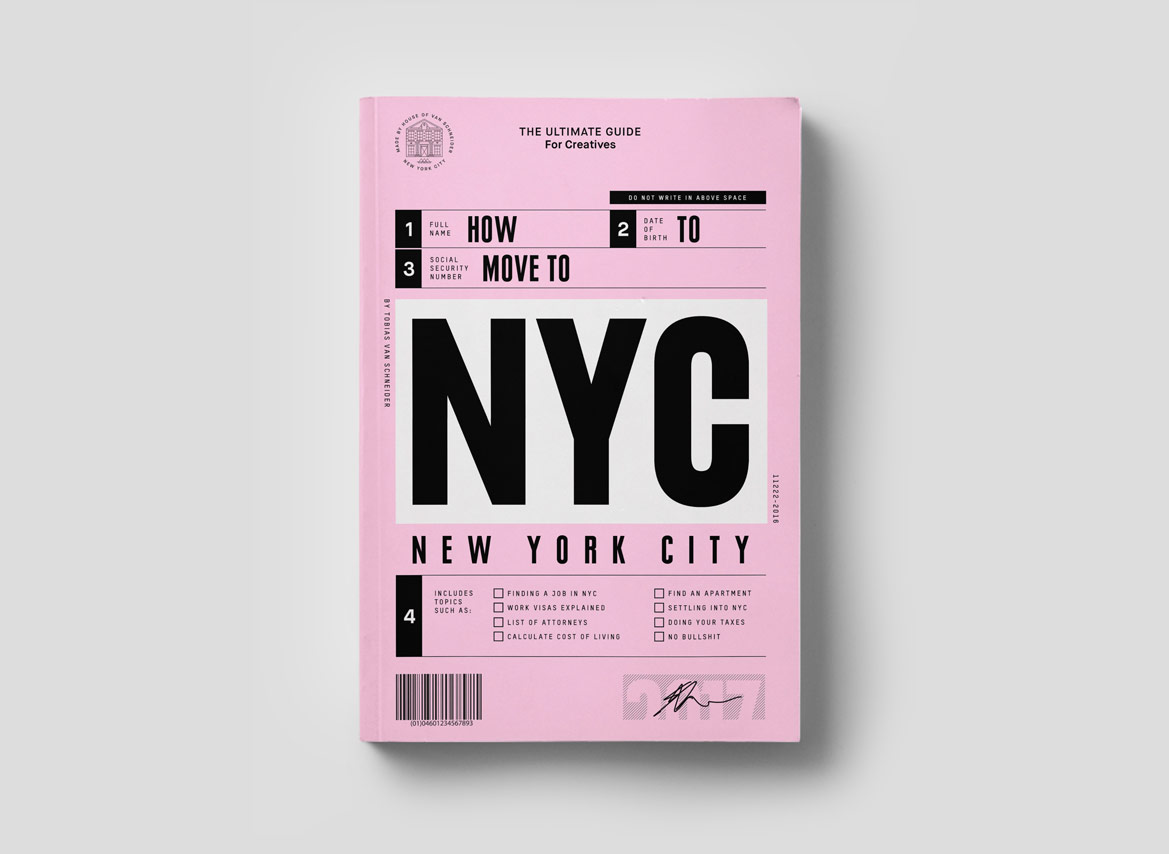 MADE BY HOUSE OF VAN SCHNEIDER
NEW YORK CITY
THE ULTIMATE GUIDE
For Creatives
DO NOT WRITE IN ABOVE SPACE
1 FULL NAME HOW
2 DATE OF BIRTH TO
3 SOCIAL SECURITY NUMBER MOVE TO
BY TOBIAS VAN SCHNEIDER
NYC
11222-2016
NEW YORK CITY
4
INCLUDES
TOPICS
SUCH AS:
FINDING A JOB IN NYC
WORK VISAS EXPLAINED
LIST OF ATTORNEYS
CALCULATE COST OF LIVING
FIND AN APARTMENT
SETTLING INTO NYC
DOING YOUR TAXES
NO BULLSHIT
(01)04601234567893
2017